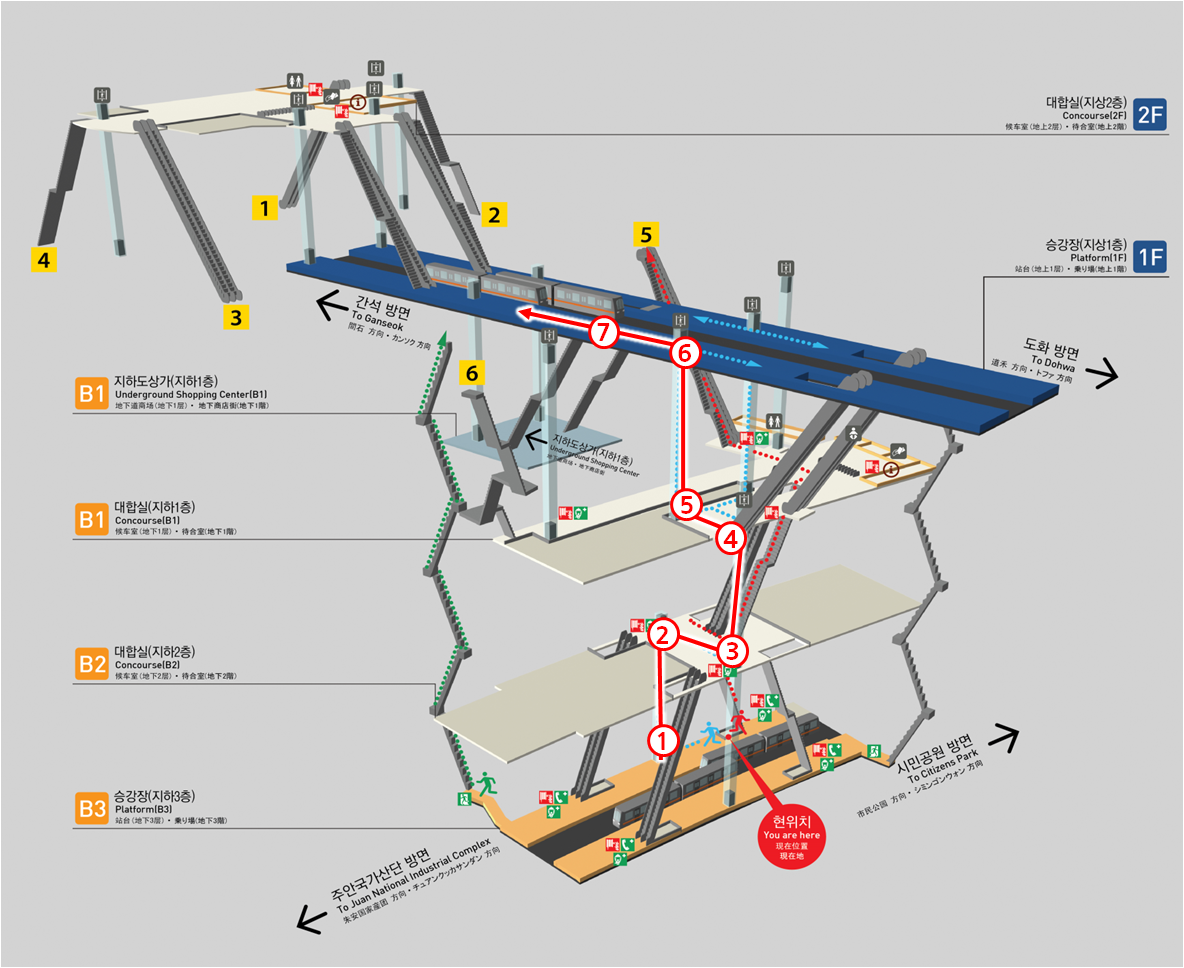 대합실(지상2층)
Concourse(2F)
候车室(地上2层)・待合室(地上2階)
2F
1
2
4
5
3
승강장(지상1층)
Platform(1F)
站台(地上1层)・乗り場(地上1階)
1F
간석 방면
To Ganseok
間石 方向・カンソク 方向
7
6
도화 방면
To Dohwa
道禾 方向・トファ 方向
6
B1
지하도상가(지하1층)
Underground Shopping Center(B1)
地下道商场(地下1层)・地下商店街(地下1階)
지하도상가(지하1층)
Underground Shopping Center
地下道商场・地下商店街
B1
대합실(지하1층)
Concourse(B1)
候车室(地下1层)・待合室(地下1階)
5
4
B2
대합실(지하2층)
Concourse(B2)
候车室(地下2层)・待合室(地下2階)
2
3
1
시민공원 방면
To Citizens Park
市民公園 方向・シミンゴンウォン 方向
B3
승강장(지하3층)
Platform(B3)
站台(地下3层)・乗り場(地下3階)
현위치
You are here
现在位置
現在地
주안국가산단 방면
To Juan National Industrial Complex
朱安国家産団 方向・チュアンクッカサンダン 方向